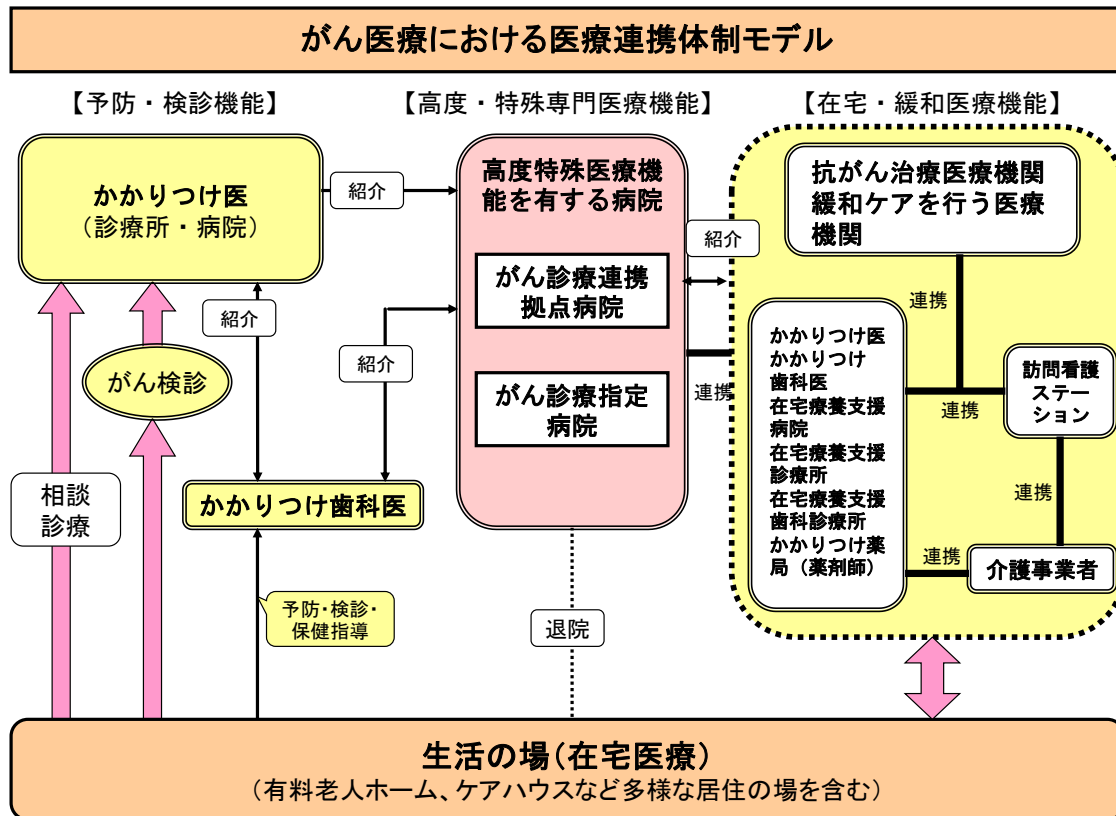 がん医療における医療連携体制モデル
【予防・検診機能】
【高度・特殊専門医療機能】
【在宅・緩和医療機能】
かかりつけ医
（診療所・病院）
紹介
高度特殊医療機
能を有する病院
がん診療連携
拠点病院
がん診療指定
病院
紹介
連携
抗がん治療医療機関
緩和ケアを行う医療
機関
連携
かかりつけ医
かかりつけ
歯科医
在宅療養支援
病院
在宅療養支援
診療所
在宅療養支援
歯科診療所
かかりつけ薬
局（薬剤師）
連携
訪問看護
ステー
ション
連携
連携
介護事業者
紹介
紹介
がん検診
相談
診療
かかりつけ歯科医
予防・検診・
保健指導
退院
生活の場（在宅医療）
（有料老人ホーム、ケアハウスなど多様な居住の場を含む）